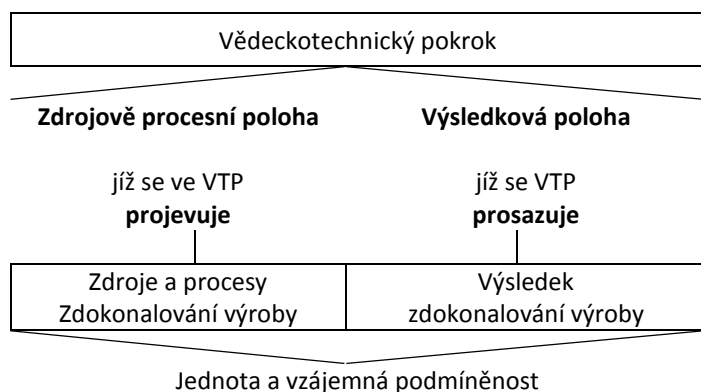 Vědeckotechnický pokrok
Zdrojově procesní poloha
Výsledková poloha
jíž se ve VTP
projevuje
jíž se VTP
prosazuje
Zdroje a procesy
Zdokonalování výroby
Výsledek
zdokonalování výroby
Jednota a vzájemná podmíněnost